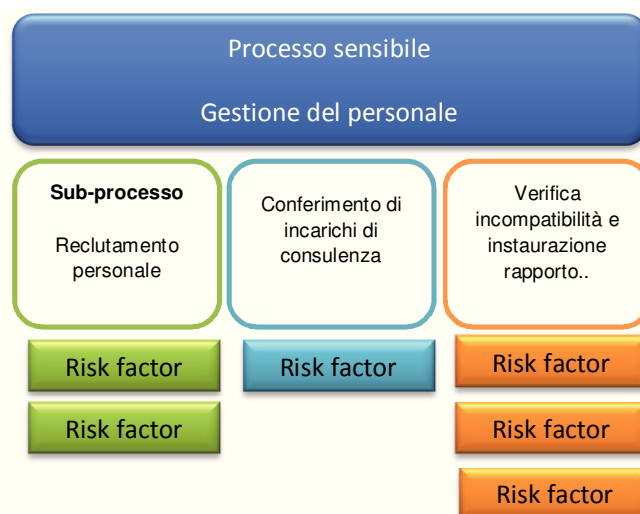 Processo sensibile
Gestione del personale
Sub-processo
Reclutamento
personale
Conferimento di
incarichi di
consulenza
Verifica
incompatibilità e
instaurazione
rapporto..
Risk factor
Risk factor
Risk factor
Risk factor
Risk factor
Risk factor